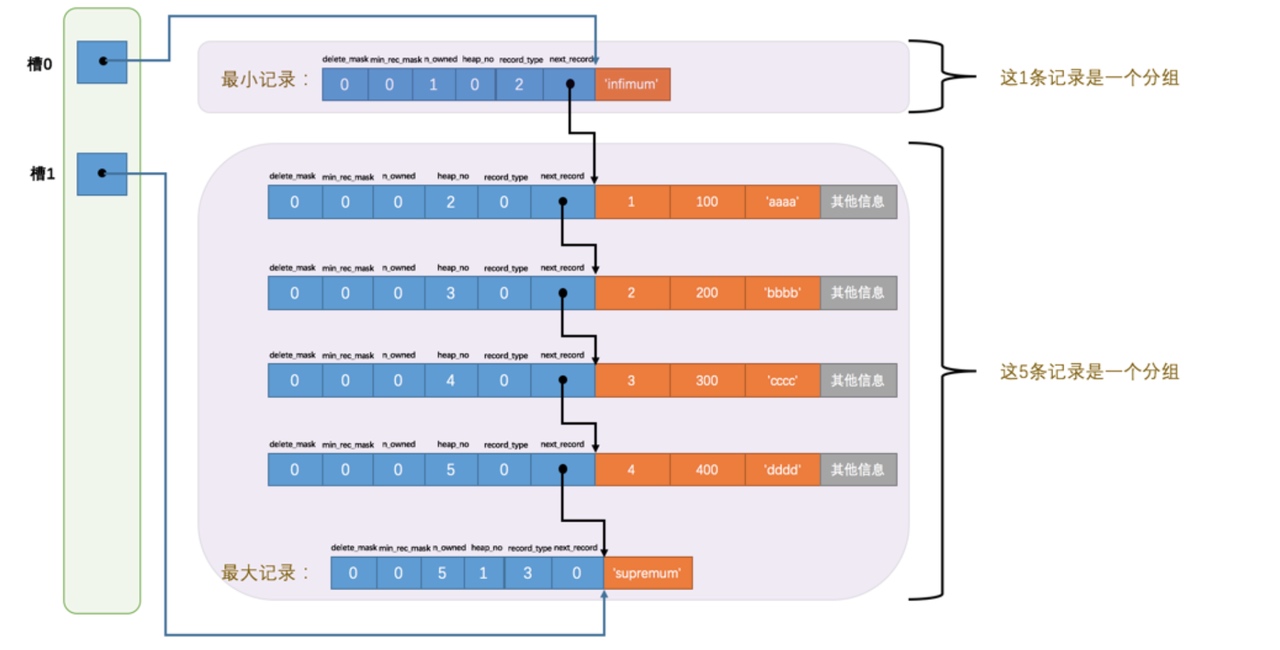 槽0
delete_mask min_rec_mask n_owned heap_no record_type next_record
最小记录： 0 0 1 0 2 'infimum'
这1条记录是一个分组
槽1
delete_mask min_rec_mask n_owned heap_no record_type next_record
0 0 0 2 0 1 100 'aaaa' 其他信息
delete_mask min_rec_mask n_owned heap_no record_type next_record
0 0 0 3 0 2 200 'bbbb' 其他信息
delete_mask min_rec_mask n_owned heap_no record_type next_record
0 0 0 4 0 3 300 'cccc' 其他信息
这5条记录是一个分组
delete_mask min_rec_mask n_owned heap_no record_type next_record
0 0 0 5 0 4 400 'dddd' 其他信息
delete_mask min_rec_mask n_owned heap_no record_type next_record
最大记录： 0 0 5 1 3 0 'supremum'